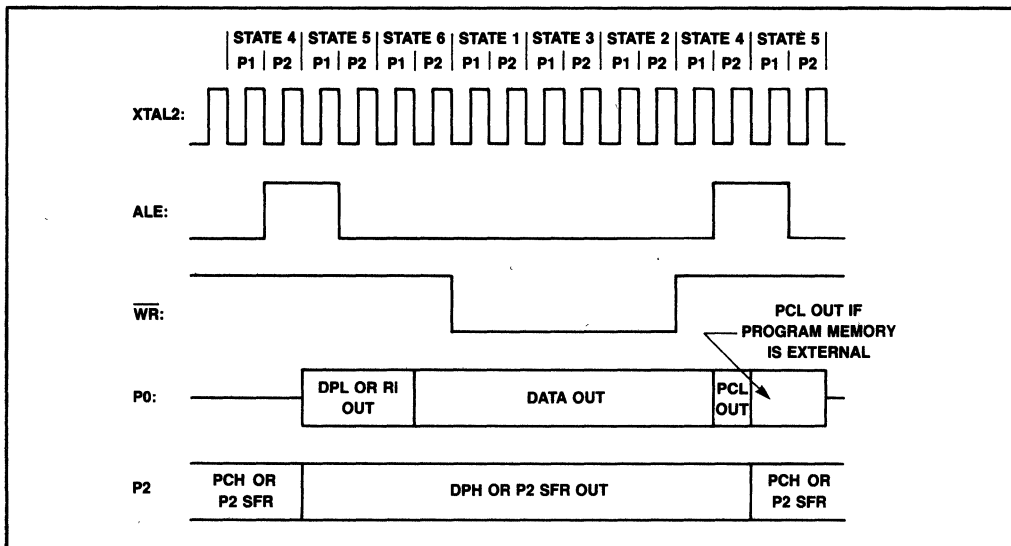 STATE 4 STATE 5 STATE 6 STATE 1 STATE 3 STATE 2 STATE 4 STATE 5
P1 P2 P1 P2 P1 P2 P1 P2 P1 P2 P1 P2 P1 P2 P1 P2
XTAL2:
ALE:
WR:
PCL OUT IF
PROGRAM MEMORY
IS EXTERNAL
P0:
DPL OR RI
OUT
DATA OUT
PCL
OUT
P2
PCH OR
P2 SFR
DPH OR P2 SFR OUT
PCH OR
P2 SFR